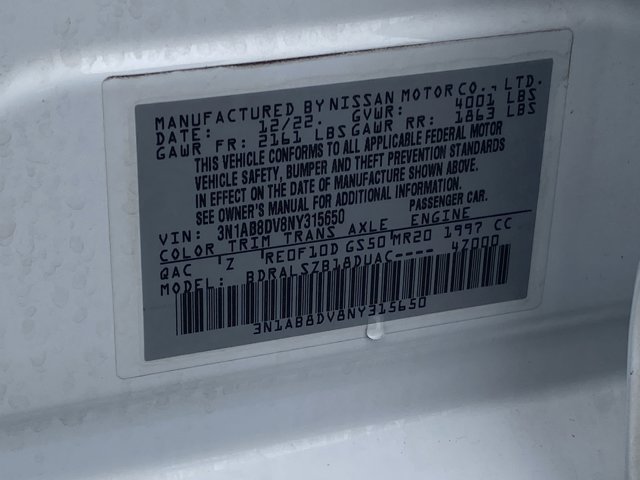 MANUFACTURED BY NISSAN MOTOR CO., LTD.
DATE: 12/22 GVWR: 4001 LBS
GAWR FR: 2161 LBS GAWR RR: 1863 LBS
THIS VEHICLE CONFORMS TO ALL APPLICABLE FEDERAL MOTOR
VEHICLE SAFETY, BUMPER AND THEFT PREVENTION STANDARDS
IN EFFECT ON THE DATE OF MANUFACTURE SHOWN ABOVE.
SEE OWNER'S MANUAL FOR ADDITIONAL INFORMATION.
VIN: 3N1AB8DV8NY315650 PASSENGER CAR.
COLOR TRIM TRANS AXLE ENGINE
QAC Z RE0F10D GS50 MR20 1997 CC
MODEL: BDRALSZB18DUAC---- 47000
3N1AB8DV8NY315650